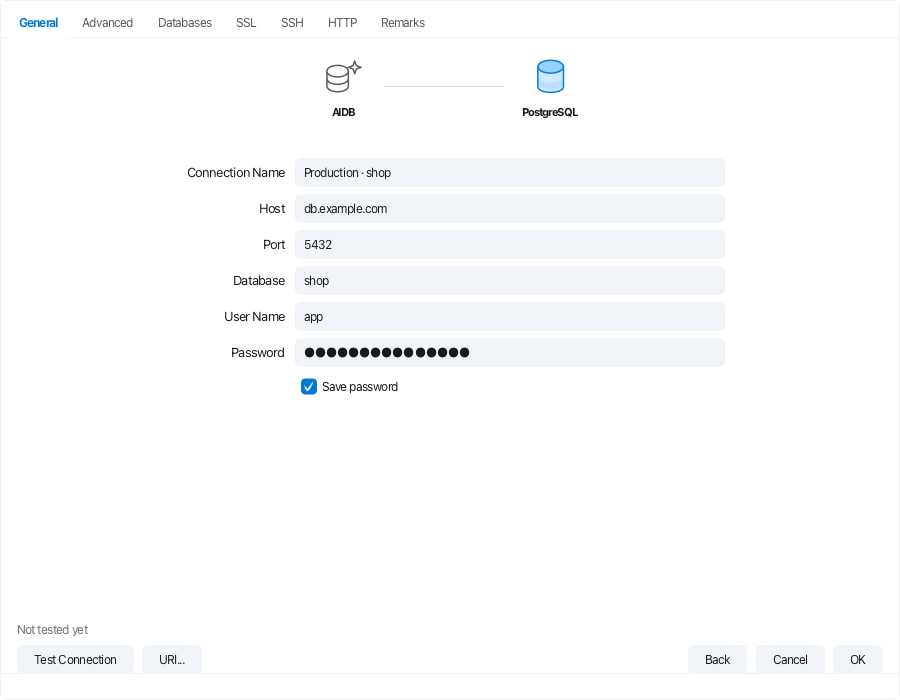 General Advanced Databases SSL SSH HTTP Remarks
AIDB PostgreSQL
Connection Name Production · shop
Host db.example.com
Port 5432
Database shop
User Name app
Password ●●●●●●●●●●●●●●●
Save password
Not tested yet
Test Connection URI... Back Cancel OK